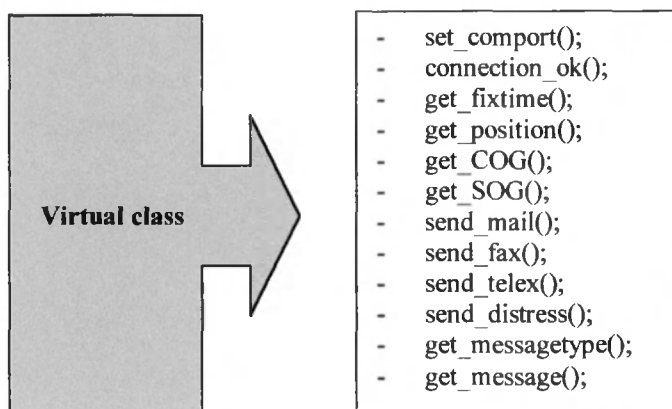 Virtual class
- set_comport();
- connection_ok();
- get_fixtime();
- get_position();
- get_COG();
- get_SOG();
- send_mail();
- send_fax();
- send_telex();
- send_distress();
- get_messagetype();
- get_message();